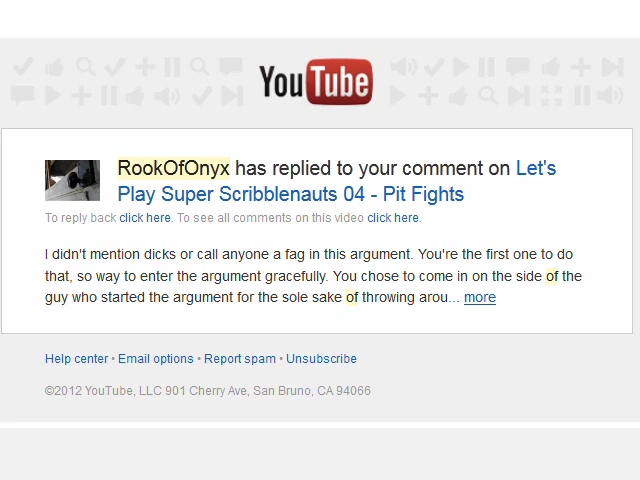 YouTube
RookOfOnyx has replied to your comment on Let's
Play Super Scribblenauts 04 - Pit Fights
To reply back click here. To see all comments on this video click here.
I didn't mention dicks or call anyone a fag in this argument. You're the first one to do
that, so way to enter the argument gracefully. You chose to come in on the side of the
guy who started the argument for the sole sake of throwing arou... more
Help center • Email options • Report spam • Unsubscribe
©2012 YouTube, LLC 901 Cherry Ave, San Bruno, CA 94066